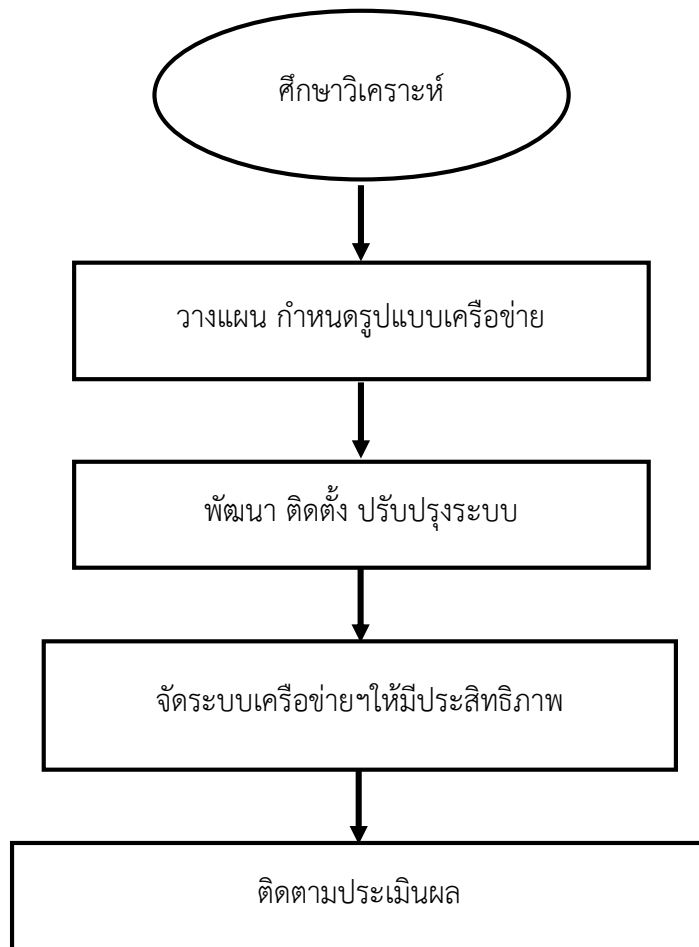 ศึกษาวิเคราะห์
วางแผน กำหนดรูปแบบเครือข่าย
พัฒนา ติดตั้ง ปรับปรุงระบบ
จัดระบบเครือข่ายฯให้มีประสิทธิภาพ
ติดตามประเมินผล